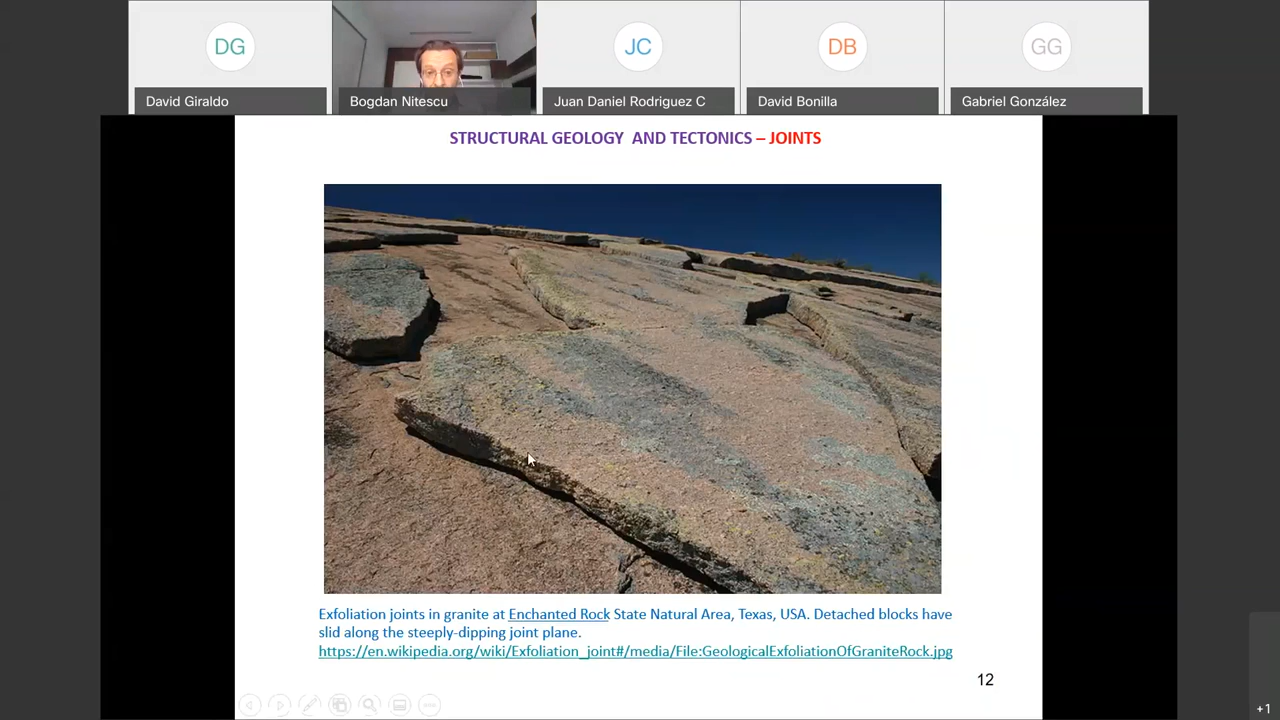 DG
JC
DB
GG
David Giraldo
Bogdan Nitescu
Juan Daniel Rodriguez C
David Bonilla
Gabriel González
STRUCTURAL GEOLOGY AND TECTONICS – JOINTS
Exfoliation joints in granite at Enchanted Rock State Natural Area, Texas, USA. Detached blocks have
slid along the steeply-dipping joint plane.
https://en.wikipedia.org/wiki/Exfoliation_joint#/media/File:GeologicalExfoliationOfGraniteRock.jpg
12
+1